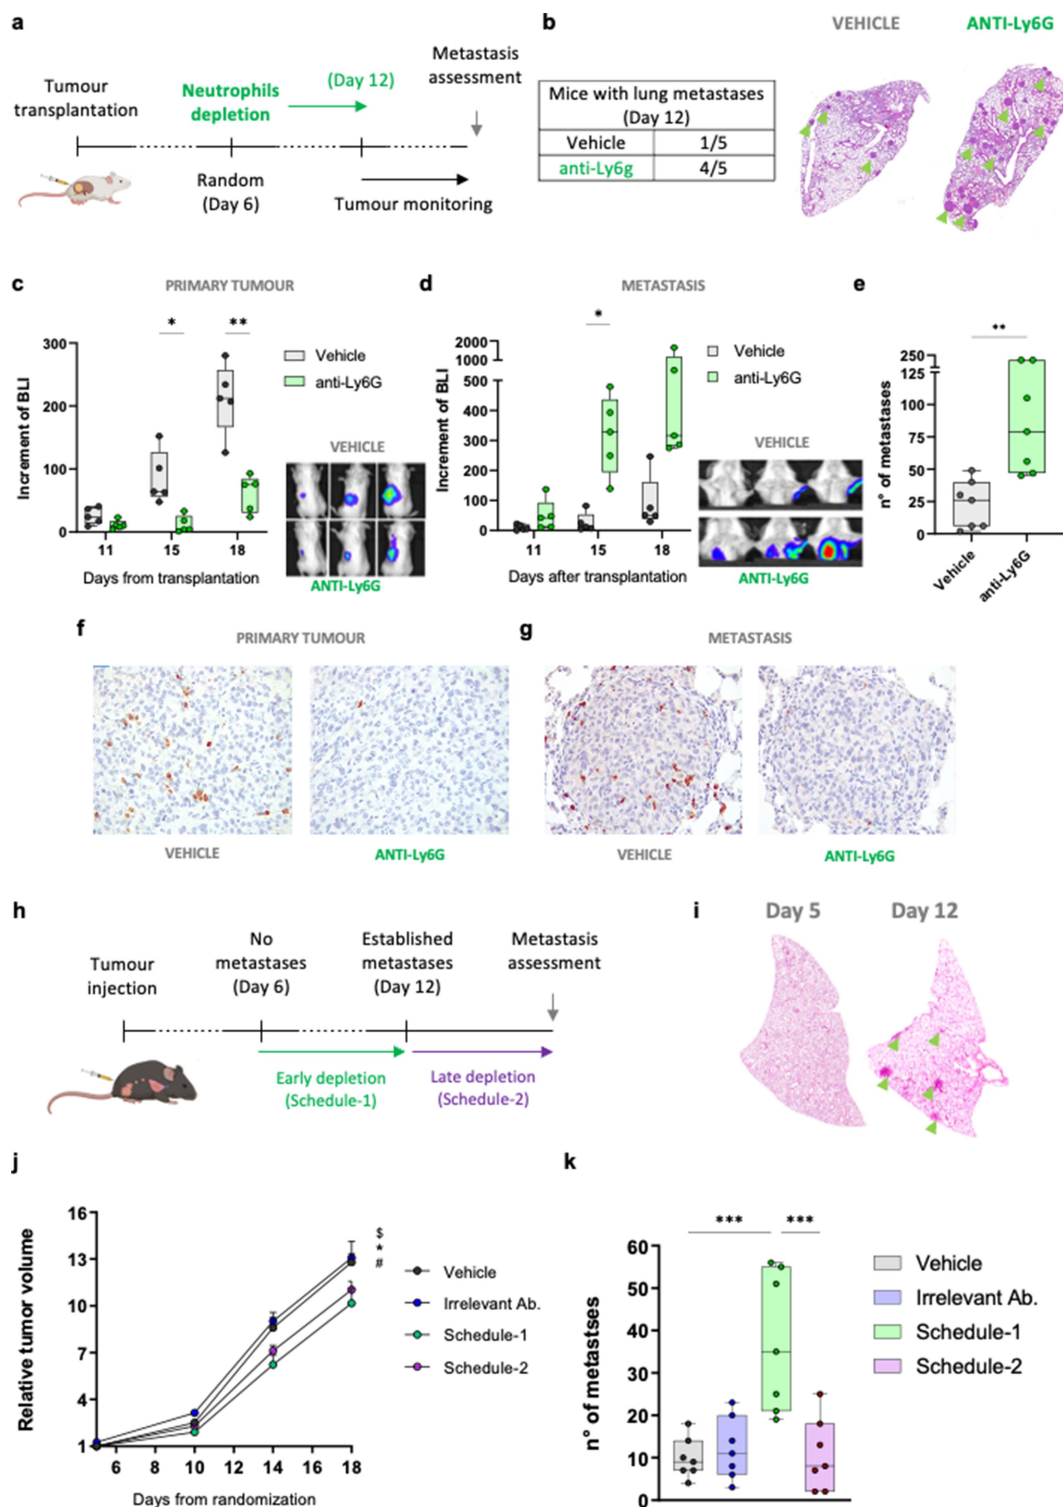 a
Tumour
transplantation
Neutrophils
depletion
(Day 12)
Metastasis
assessment
Random
(Day 6)
Tumour monitoring
b
VEHICLE
ANTI-Ly6G
Mice with lung metastases
(Day 12)
Vehicle 1/5
anti-Ly6g 4/5
c
PRIMARY TUMOUR
* **
Increment of BLI
300
200
100
0
11 15 18
Days from transplantation
Vehicle
anti-Ly6G
VEHICLE
ANTI-Ly6G
d
METASTASIS
*
Increment of BLI
2000
1000
500
400
300
200
100
0
11 15 18
Days after transplantation
Vehicle
anti-Ly6G
VEHICLE
ANTI-Ly6G
e
**
n° of metastases
250
125
100
75
50
25
0
Vehicle
anti-Ly6G
f
PRIMARY TUMOUR
VEHICLE
ANTI-Ly6G
g
METASTASIS
VEHICLE
ANTI-Ly6G
h
Tumour
injection
No
metastases
(Day 6)
Established
metastases
(Day 12)
Metastasis
assessment
Early depletion
(Schedule-1)
Late depletion
(Schedule-2)
i
Day 5
Day 12
j
Relative tumor volume
16
13
10
7
4
1
6 8 10 12 14 16 18
Days from randomization
$
*
#
Vehicle
Irrelevant Ab.
Schedule-1
Schedule-2
k
*** ***
n° of metastses
60
50
40
30
20
10
0
Vehicle
Irrelevant Ab.
Schedule-1
Schedule-2